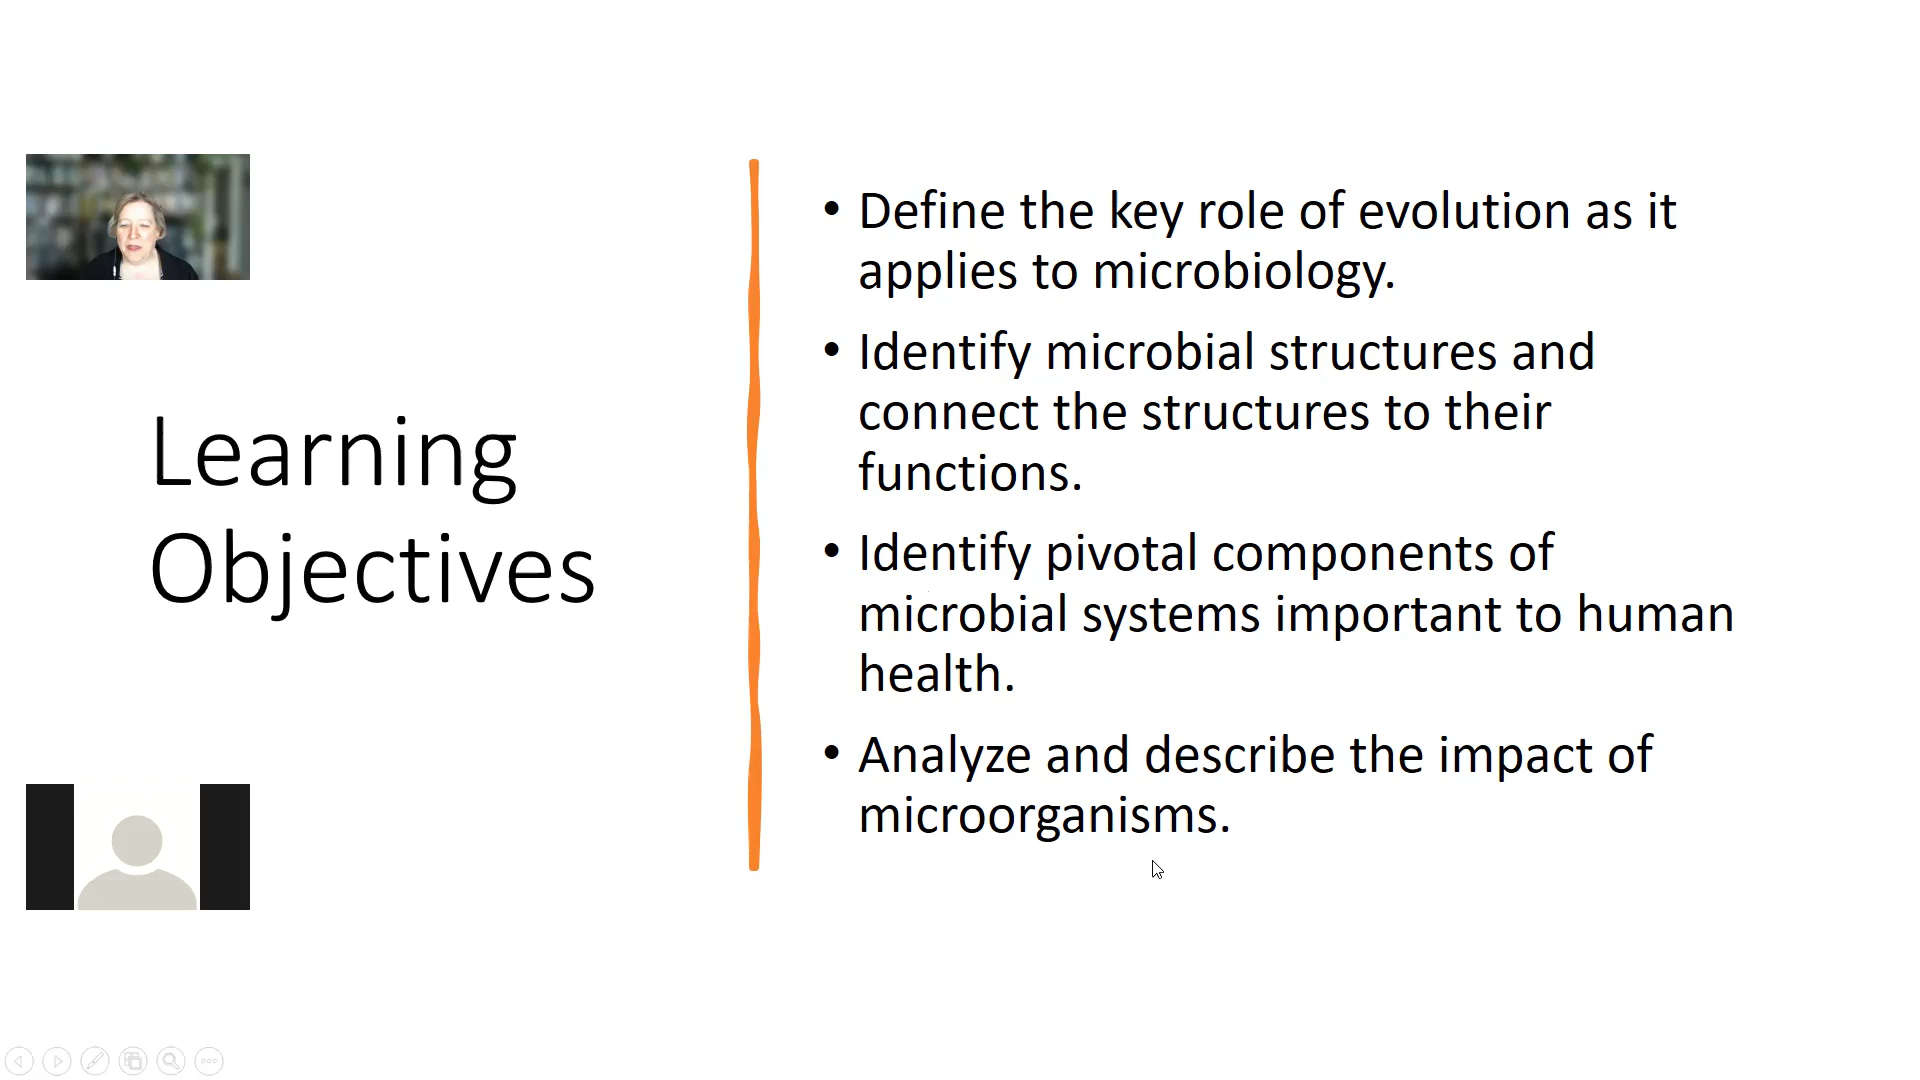 Learning
Objectives
• Define the key role of evolution as it
applies to microbiology.
• Identify microbial structures and
connect the structures to their
functions.
• Identify pivotal components of
microbial systems important to human
health.
• Analyze and describe the impact of
microorganisms.